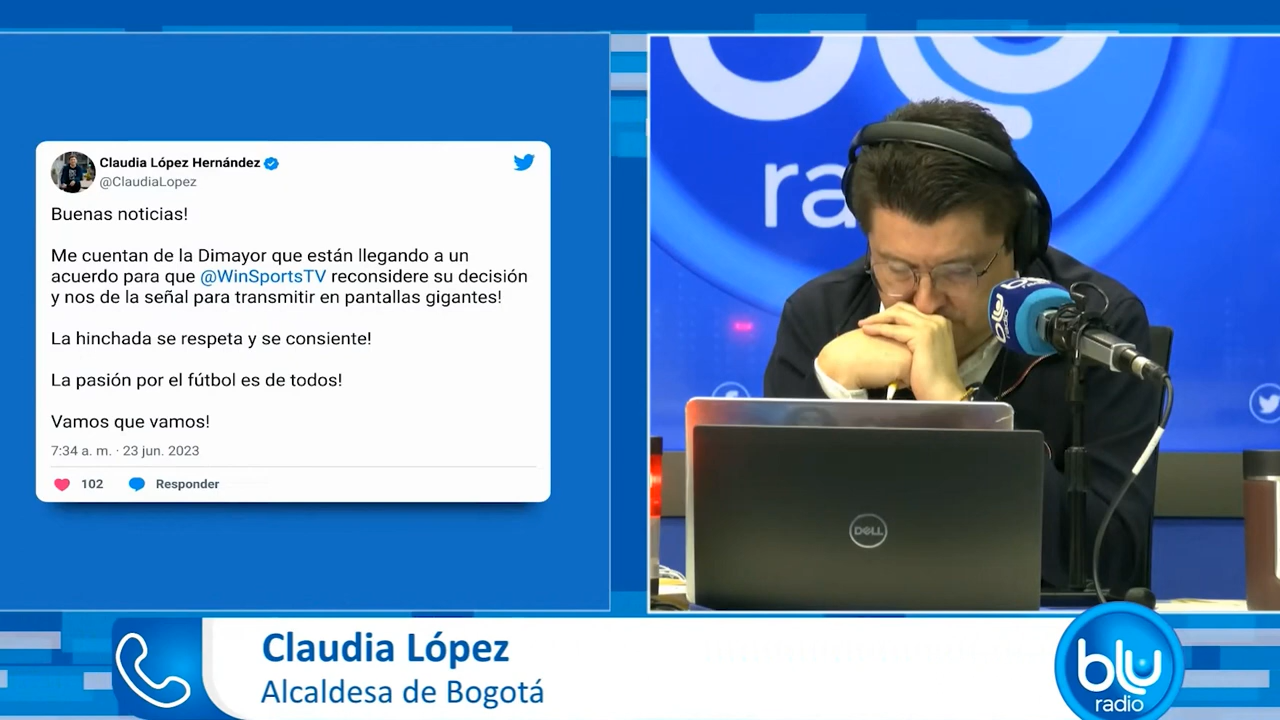 Claudia López Hernández
@ClaudiaLopez
Buenas noticias!
Me cuentan de la Dimayor que están llegando a un
acuerdo para que @WinSportsTV reconsidere su decisión
y nos de la señal para transmitir en pantallas gigantes!
La hinchada se respeta y se consiente!
La pasión por el fútbol es de todos!
Vamos que vamos!
7:34 a. m. · 23 jun. 2023
102 Responder
ra
blu
radio
DELL
Claudia López
Alcaldesa de Bogotá
blu
radio